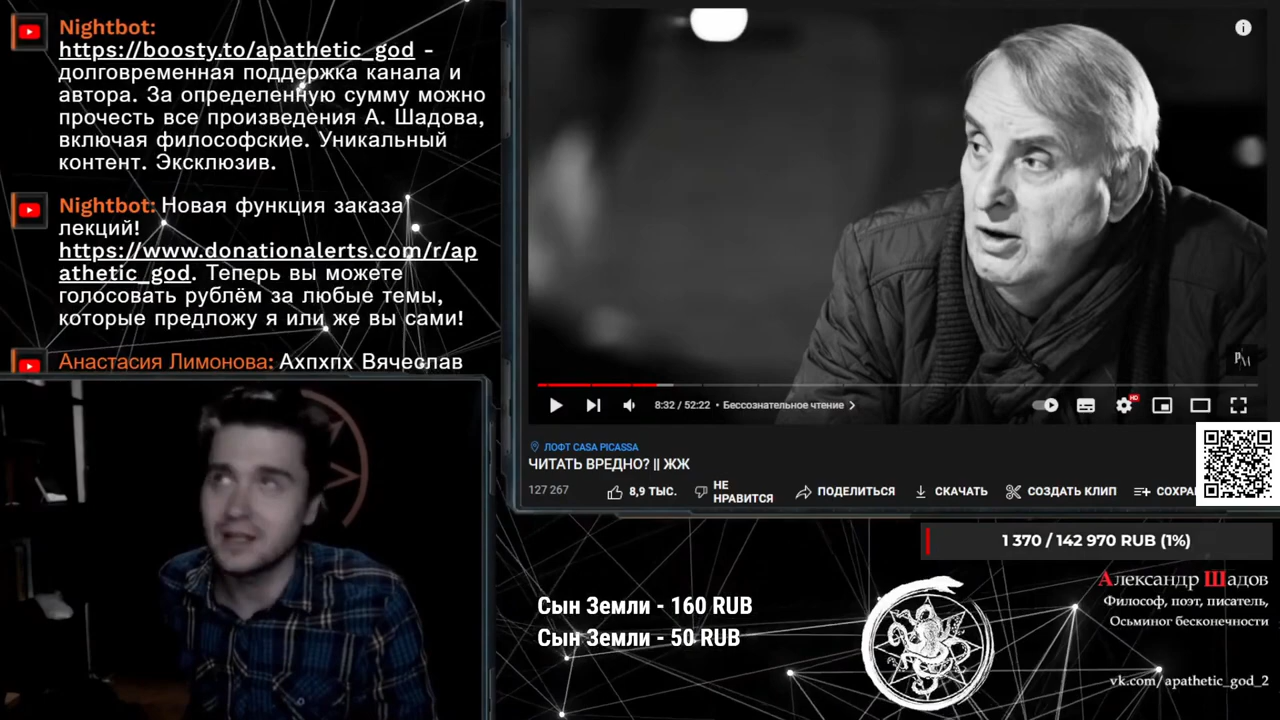 Nightbot:
https://boosty.to/apathetic_god -
долговременная поддержка канала и
автора. За определенную сумму можно
прочесть все произведения А. Шадова,
включая философские. Уникальный
контент. Эксклюзив.
Nightbot: Новая функция заказа
лекций!
https://www.donationalerts.com/r/ap
athetic_god. Теперь вы можете
голосовать рублём за любые темы,
которые предложу я или же вы сами!
Анастасия Лимонова: Ахпхпх Вячеслав
8:32 / 52:22 • Бессознательное чтение
HD
ЛОФТ CASA PICASSA
ЧИТАТЬ ВРЕДНО? || ЖЖ
127 267
8,9 ТЫС.
НЕ
НРАВИТСЯ
ПОДЕЛИТЬСЯ
СКАЧАТЬ
СОЗДАТЬ КЛИП
СОХРА
1 370 / 142 970 RUB (1%)
Сын Земли - 160 RUB
Сын Земли - 50 RUB
Александр Шадов
Философ, поэт, писатель,
Осьминог бесконечности
vk.com/apathetic_god_2